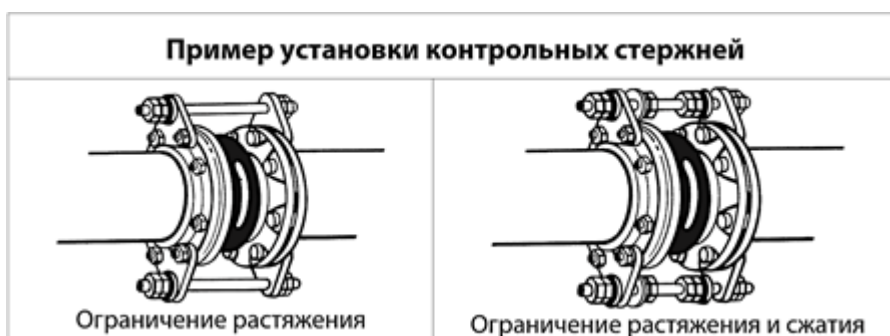 Пример установки контрольных стержней
Ограничение растяжения
Ограничение растяжения и сжатия